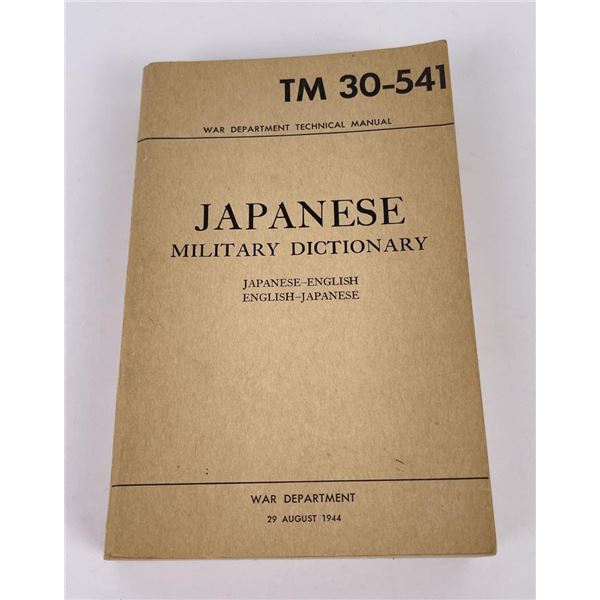 TM 30-541
WAR DEPARTMENT TECHNICAL MANUAL
JAPANESE
MILITARY DICTIONARY
JAPANESE–ENGLISH
ENGLISH–JAPANESE
WAR DEPARTMENT
29 AUGUST 1944